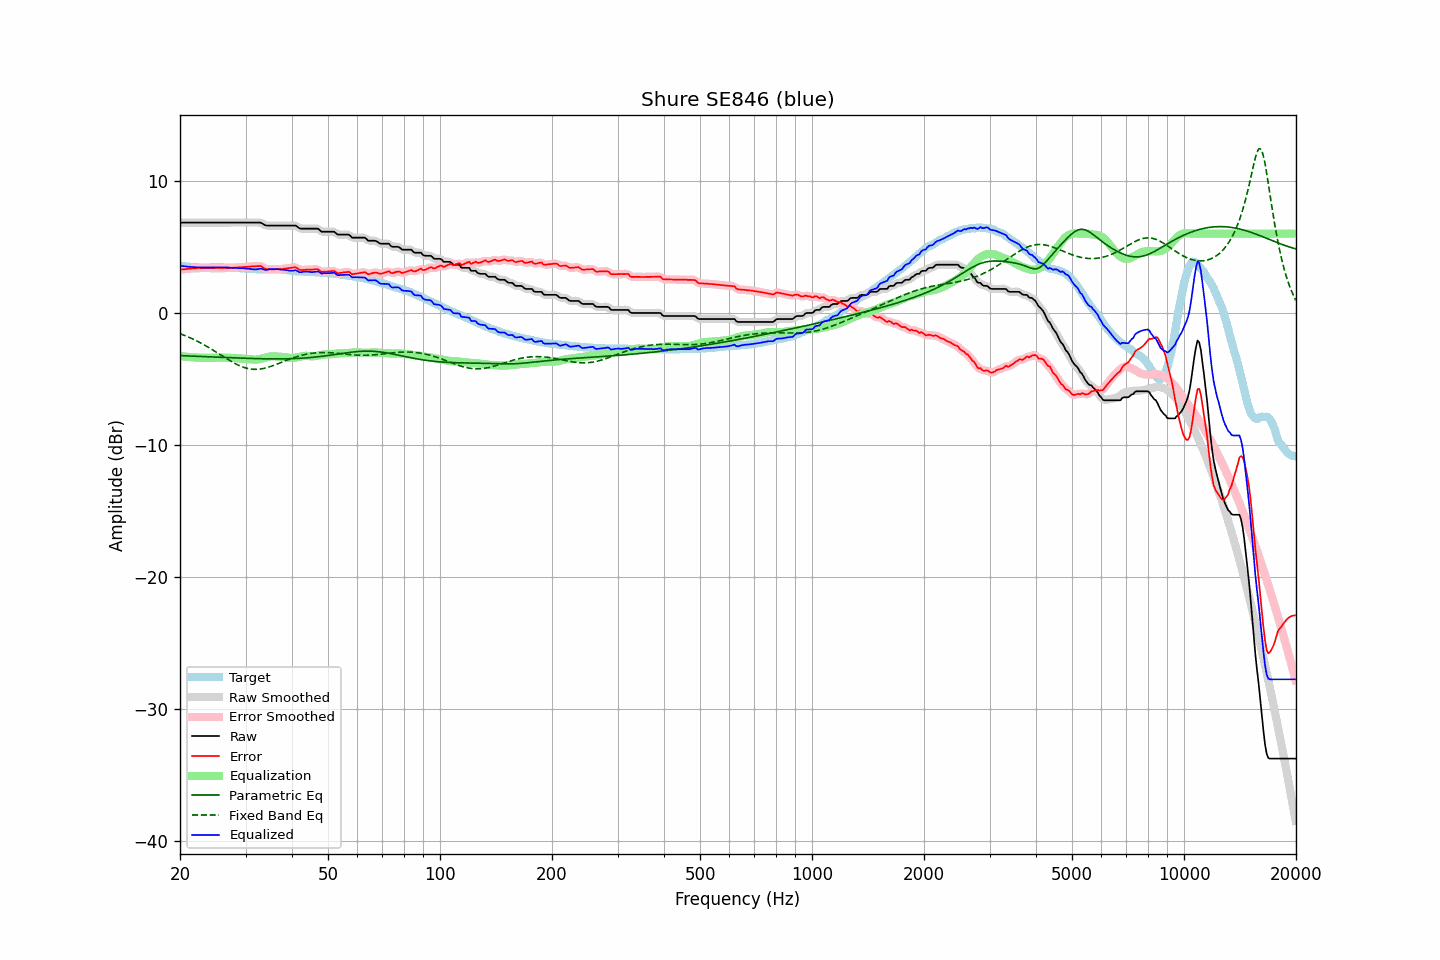 Shure SE846 (blue)
10
0
−10
−20
−30
−40
Amplitude (dBr)
Target
Raw Smoothed
Error Smoothed
Raw
Error
Equalization
Parametric Eq
Fixed Band Eq
Equalized
20 50 100 200 500 1000 2000 5000 10000 20000
Frequency (Hz)